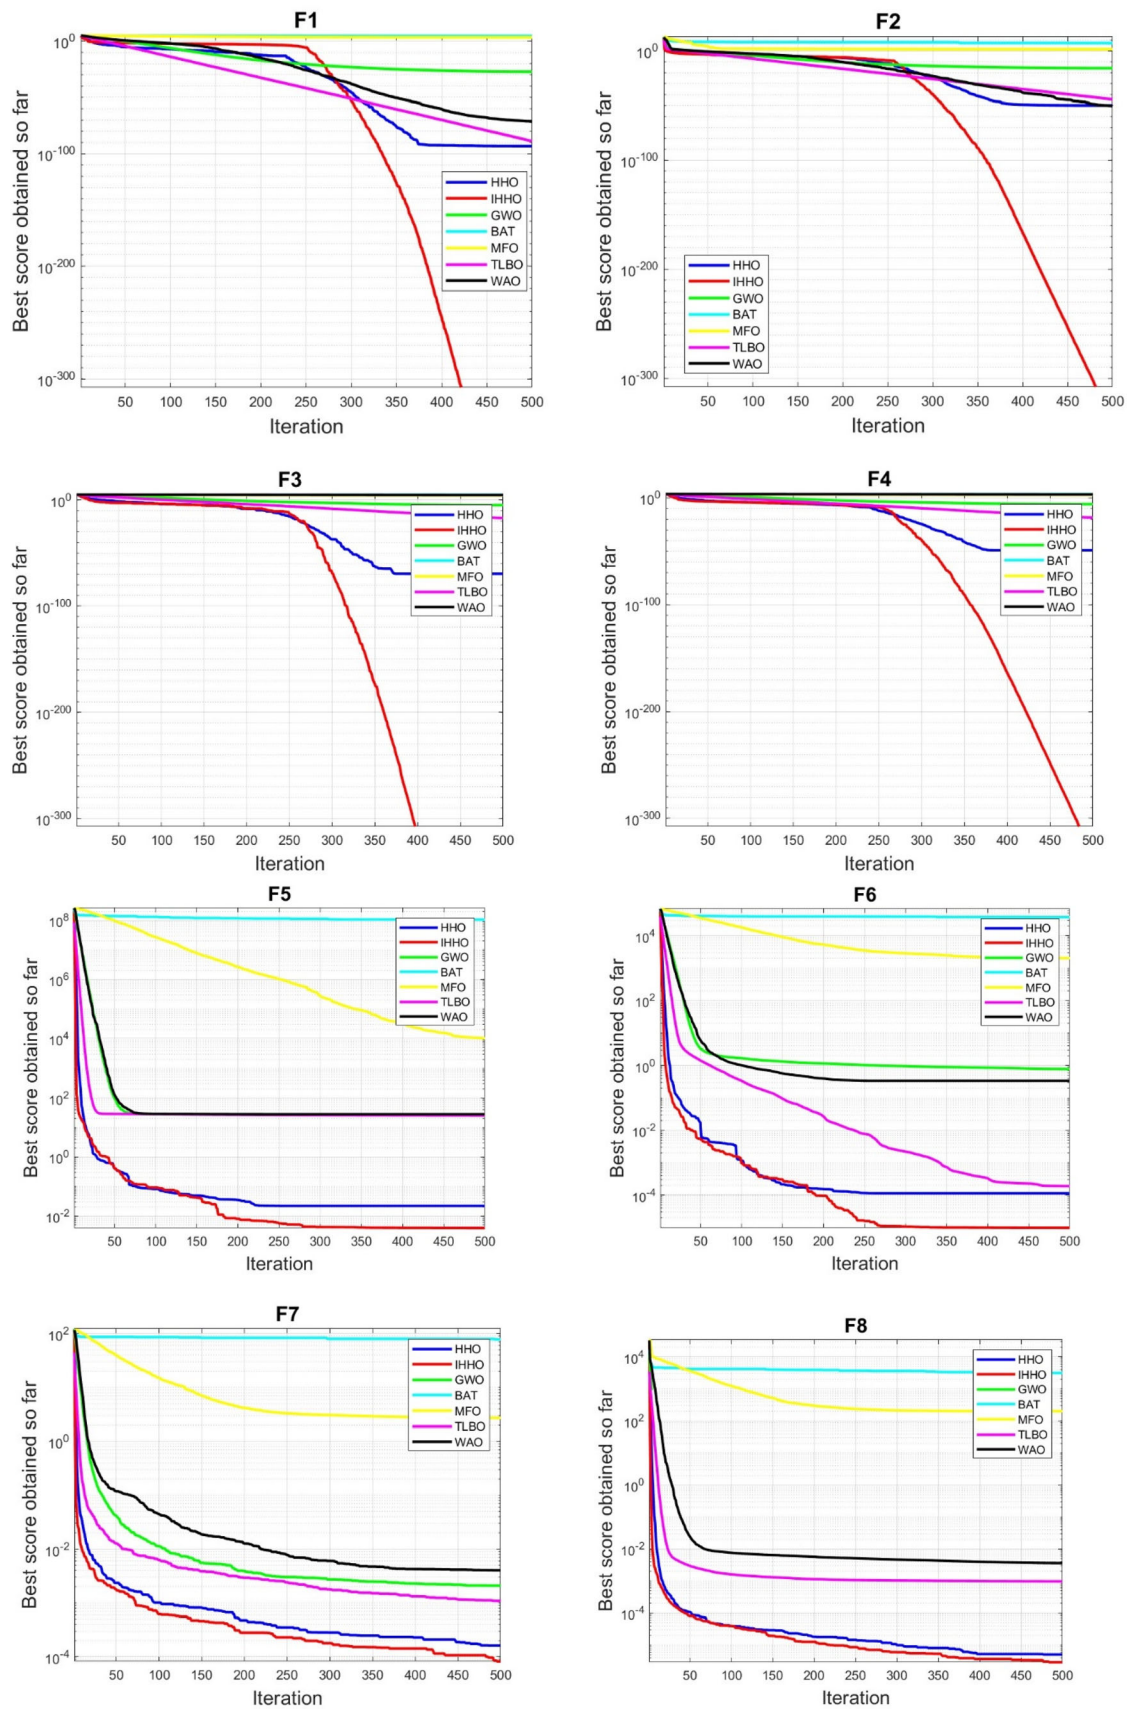 F1
Best score obtained so far
10^0
10^-100
10^-200
10^-300
HHO
IHHO
GWO
BAT
MFO
TLBO
WAO
50 100 150 200 250 300 350 400 450 500
Iteration
F2
Best score obtained so far
10^0
10^-100
10^-200
10^-300
HHO
IHHO
GWO
BAT
MFO
TLBO
WAO
50 100 150 200 250 300 350 400 450 500
Iteration
F3
Best score obtained so far
10^0
10^-100
10^-200
10^-300
HHO
IHHO
GWO
BAT
MFO
TLBO
WAO
50 100 150 200 250 300 350 400 450 500
Iteration
F4
Best score obtained so far
10^0
10^-100
10^-200
10^-300
HHO
IHHO
GWO
BAT
MFO
TLBO
WAO
50 100 150 200 250 300 350 400 450 500
Iteration
F5
Best score obtained so far
10^8
10^6
10^4
10^2
10^0
10^-2
HHO
IHHO
GWO
BAT
MFO
TLBO
WAO
50 100 150 200 250 300 350 400 450 500
Iteration
F6
Best score obtained so far
10^4
10^2
10^0
10^-2
10^-4
HHO
IHHO
GWO
BAT
MFO
TLBO
WAO
50 100 150 200 250 300 350 400 450 500
Iteration
F7
Best score obtained so far
10^2
10^0
10^-2
10^-4
HHO
IHHO
GWO
BAT
MFO
TLBO
WAO
50 100 150 200 250 300 350 400 450 500
Iteration
F8
Best score obtained so far
10^4
10^2
10^0
10^-2
10^-4
HHO
IHHO
GWO
BAT
MFO
TLBO
WAO
50 100 150 200 250 300 350 400 450 500
Iteration